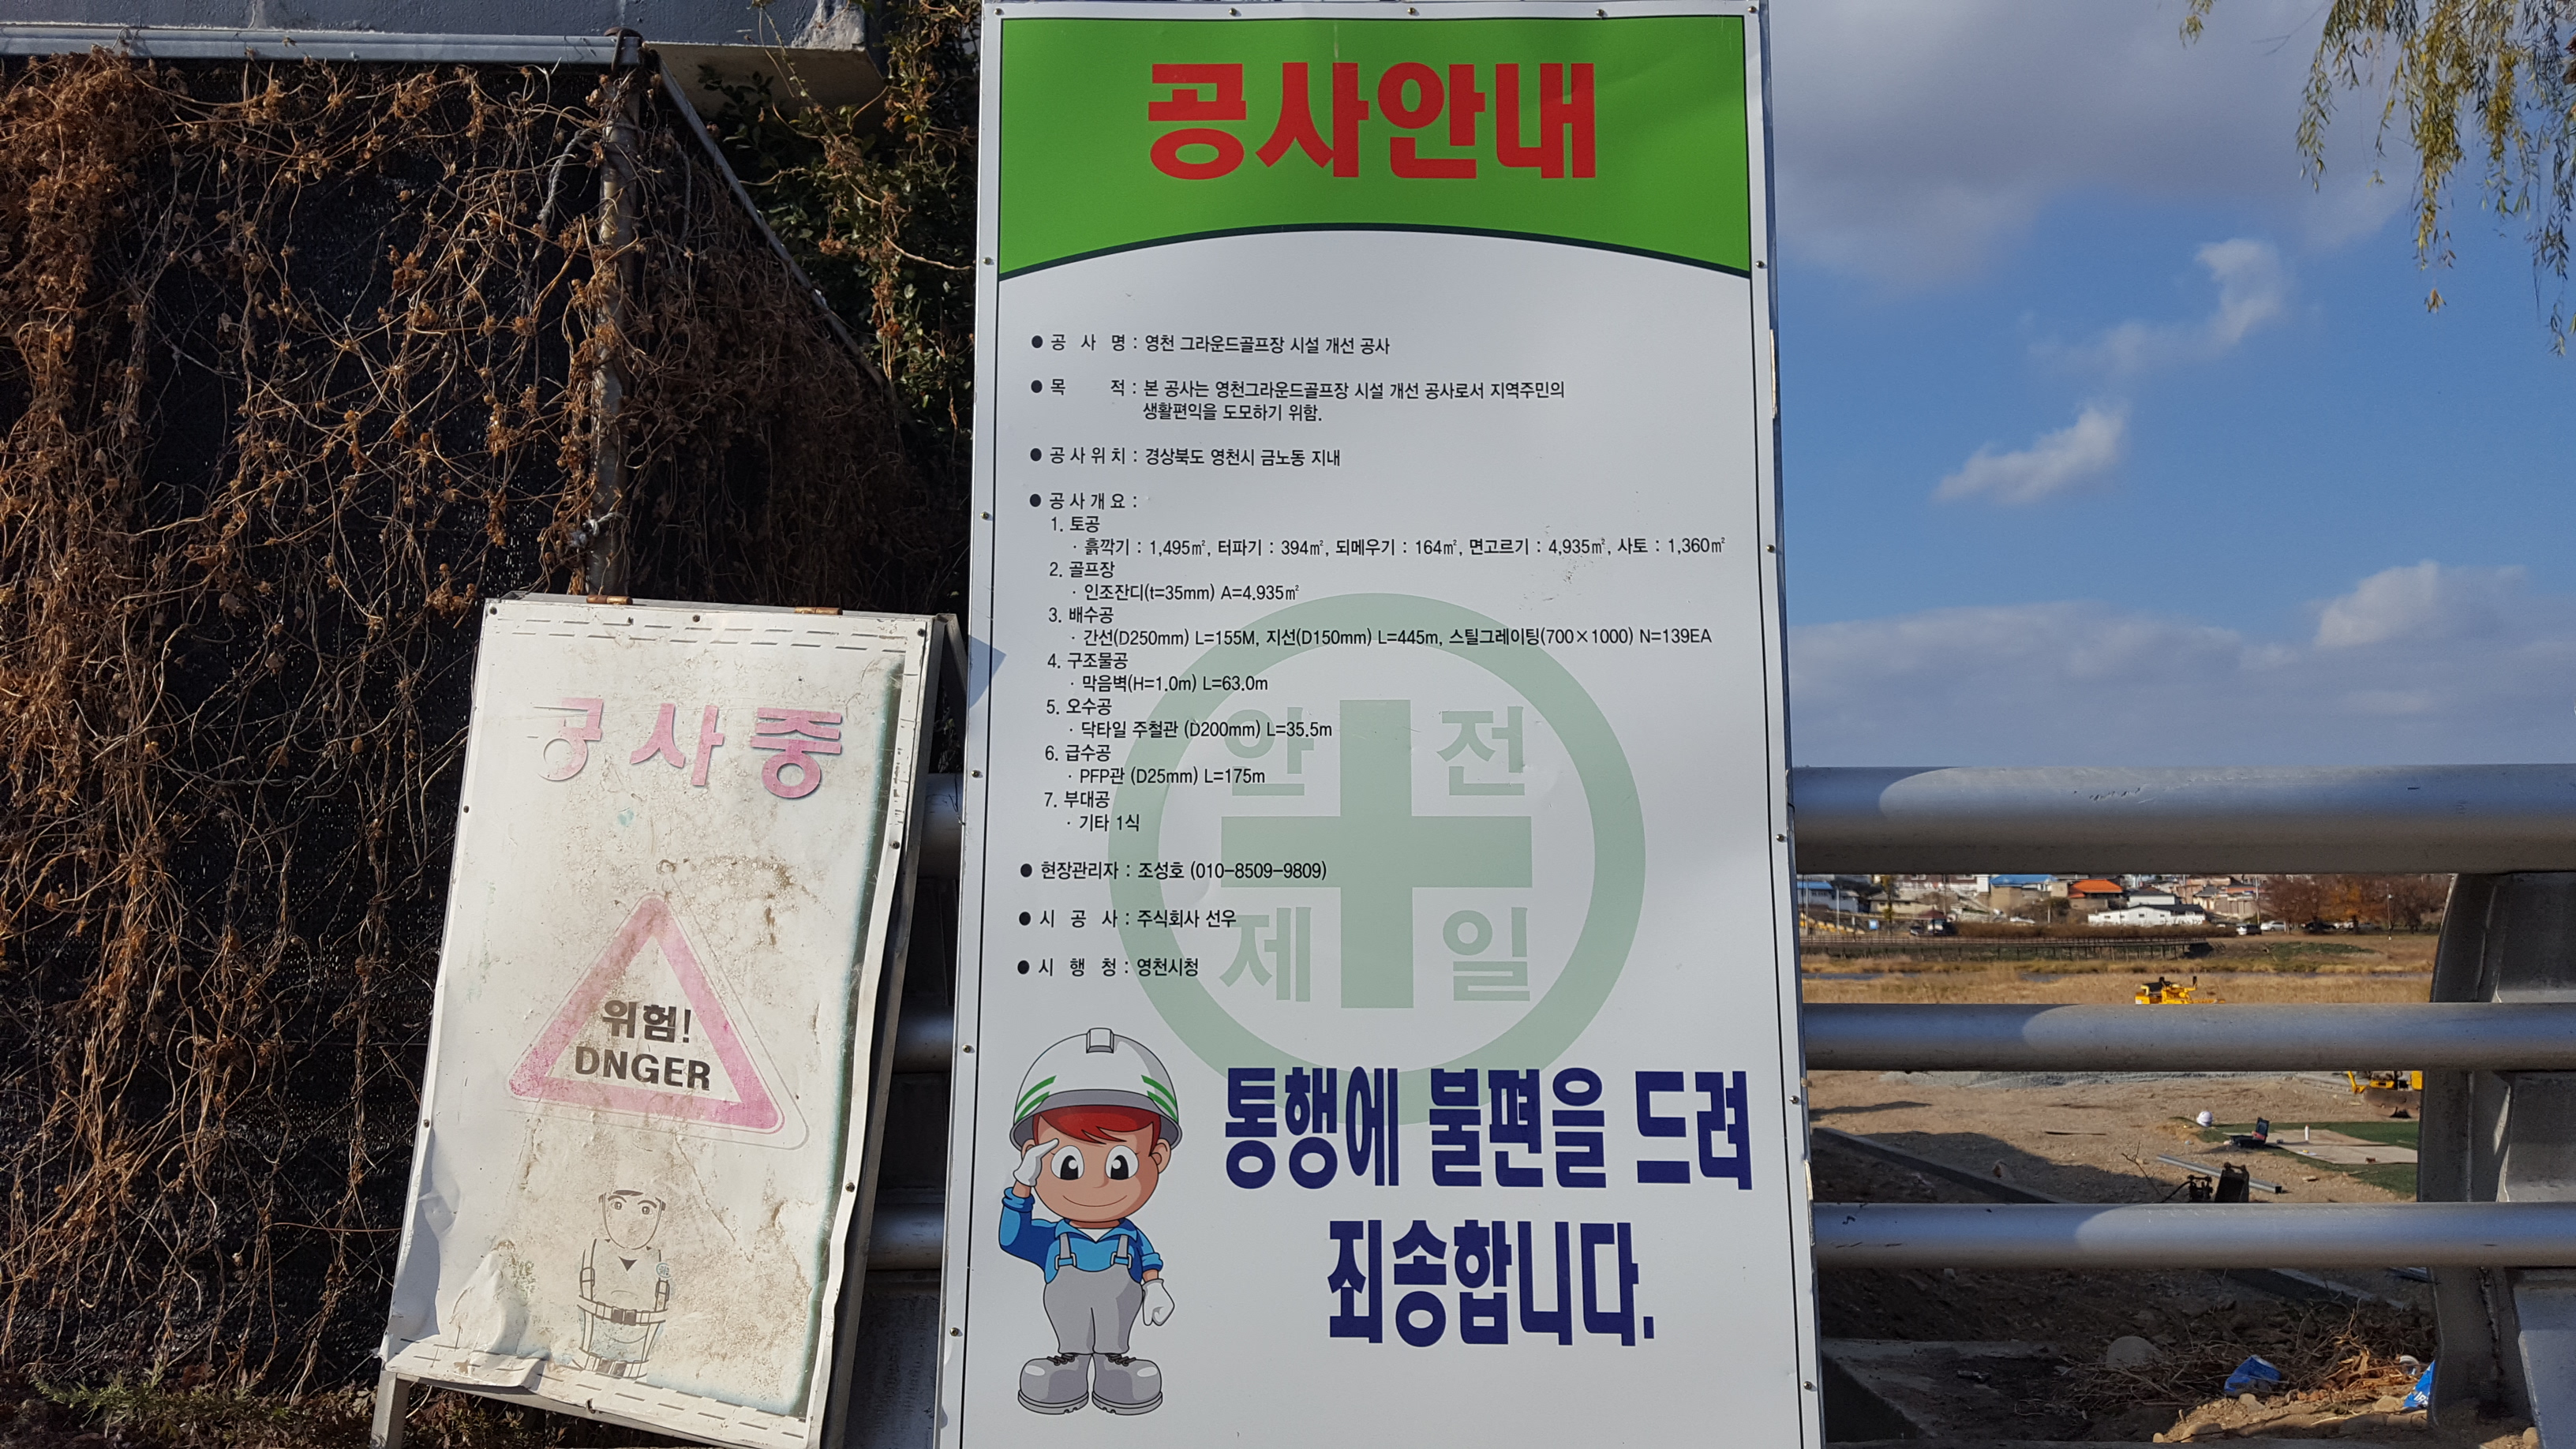 공사안내
● 공 사 명 : 영천 그라운드골프장 시설 개선 공사
● 목 적 : 본 공사는 영천그라운드골프장 시설 개선 공사로서 지역주민의
생활편익을 도모하기 위함.
● 공사위치 : 경상북도 영천시 금노동 지내
● 공사개요 :
1. 토공
· 흙깍기 : 1,495㎥, 터파기 : 394㎥, 되메우기 : 164㎥, 면고르기 : 4,935㎡, 사토 : 1,360㎥
2. 골프장
· 인조잔디(t=35mm) A=4.935㎡
3. 배수공
· 간선(D250mm) L=155M, 지선(D150mm) L=445m, 스틸그레이팅(700×1000) N=139EA
4. 구조물공
· 막음벽(H=1.0m) L=63.0m
5. 오수공
· 닥타일 주철관 (D200mm) L=35.5m
6. 급수공
· PFP관 (D25mm) L=175m
7. 부대공
· 기타 1식
● 현장관리자 : 조성호 (010-8509-9809)
● 시 공 사 : 주식회사 선우
● 시 행 청 : 영천시청
안 전
제 일
통행에 불편을 드려
죄송합니다.
공사중
위험!
DNGER